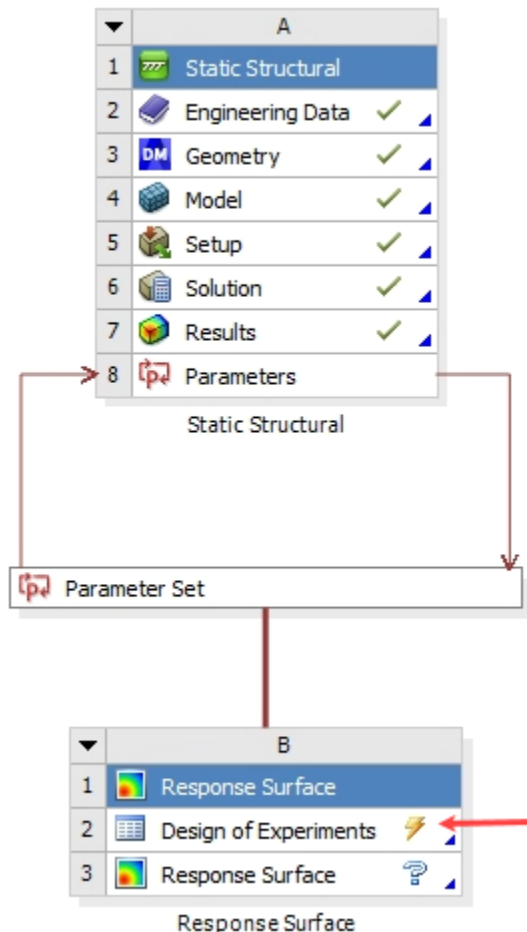 A
1 Static Structural
2 Engineering Data
3 DM Geometry
4 Model
5 Setup
6 Solution
7 Results
8 Parameters
Static Structural
Parameter Set
B
1 Response Surface
2 Design of Experiments
3 Response Surface ?
Response Surface